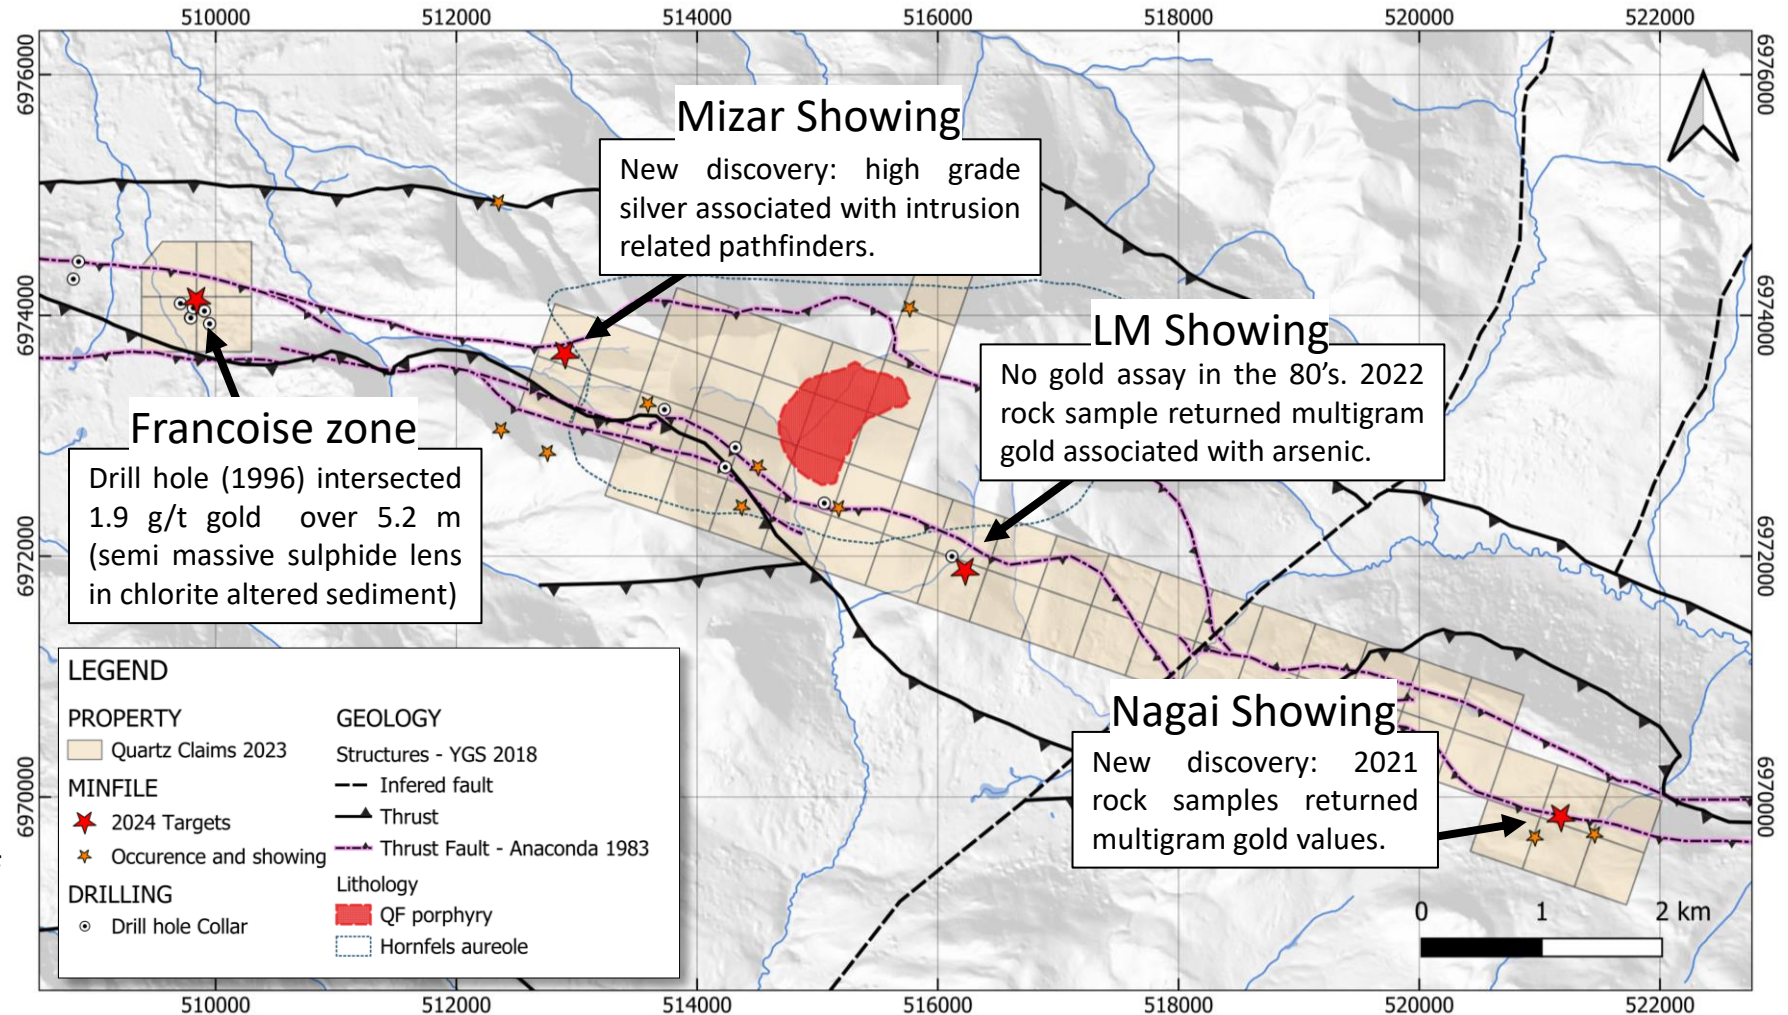 510000 512000 514000 516000 518000 520000 522000
6976000
6976000
Mizar Showing
New discovery: high grade
silver associated with intrusion
related pathfinders.
6974000
6974000
LM Showing
No gold assay in the 80's. 2022
rock sample returned multigram
gold associated with arsenic.
Francoise zone
Drill hole (1996) intersected
1.9 g/t gold over 5.2 m
(semi massive sulphide lens
in chlorite altered sediment)
6972000
6972000
Nagai Showing
New discovery: 2021
rock samples returned
multigram gold values.
6970000
6970000
LEGEND
PROPERTY
Quartz Claims 2023
MINFILE
2024 Targets
Occurence and showing
DRILLING
Drill hole Collar
GEOLOGY
Structures - YGS 2018
Infered fault
Thrust
Thrust Fault - Anaconda 1983
Lithology
QF porphyry
Hornfels aureole
0 1 2 km
510000 512000 514000 516000 518000 520000 522000